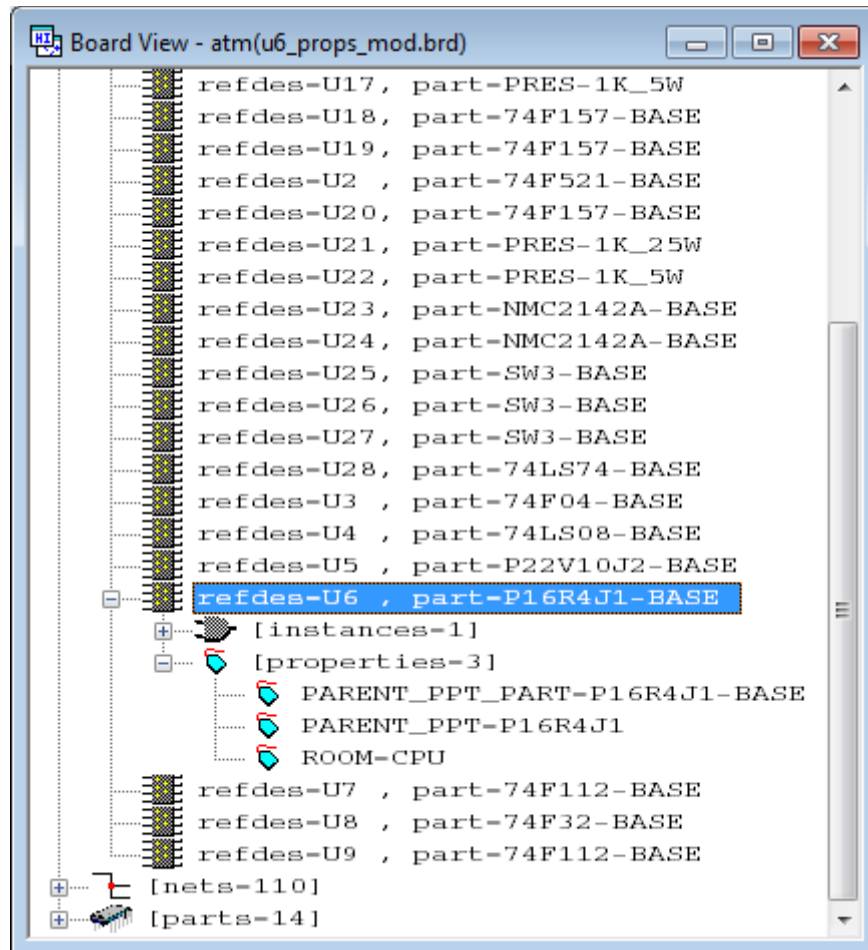 Board View - atm(u6_props_mod.brd)
refdes=U17, part=PRES-1K_5W
refdes=U18, part=74F157-BASE
refdes=U19, part=74F157-BASE
refdes=U2 , part=74F521-BASE
refdes=U20, part=74F157-BASE
refdes=U21, part=PRES-1K_25W
refdes=U22, part=PRES-1K_5W
refdes=U23, part=NMC2142A-BASE
refdes=U24, part=NMC2142A-BASE
refdes=U25, part=SW3-BASE
refdes=U26, part=SW3-BASE
refdes=U27, part=SW3-BASE
refdes=U28, part=74LS74-BASE
refdes=U3 , part=74F04-BASE
refdes=U4 , part=74LS08-BASE
refdes=U5 , part=P22V10J2-BASE
refdes=U6 , part=P16R4J1-BASE
[instances=1]
[properties=3]
PARENT_PPT_PART=P16R4J1-BASE
PARENT_PPT=P16R4J1
ROOM=CPU
refdes=U7 , part=74F112-BASE
refdes=U8 , part=74F32-BASE
refdes=U9 , part=74F112-BASE
[nets=110]
[parts=14]